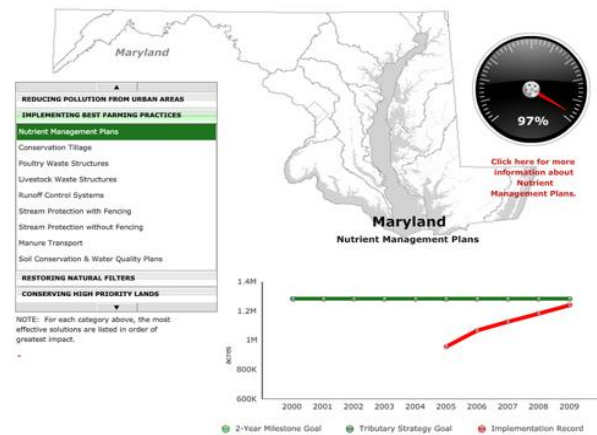 Maryland
REDUCING POLLUTION FROM URBAN AREAS
IMPLEMENTING BEST FARMING PRACTICES
Nutrient Management Plans
Conservation Tillage
Poultry Waste Structures
Livestock Waste Structures
Runoff Control Systems
Stream Protection with Fencing
Stream Protection without Fencing
Manure Transport
Soil Conservation & Water Quality Plans
RESTORING NATURAL FILTERS
CONSERVING HIGH PRIORITY LANDS
NOTE: For each category above, the most
effective solutions are listed in order of
greatest impact.
97%
Click here for more
information about
Nutrient
Management Plans.
Maryland
Nutrient Management Plans
1.4M
1.2M
1M
800K
600K
acres
2000 2001 2002 2003 2004 2005 2006 2007 2008 2009
2-Year Milestone Goal Tributary Strategy Goal Implementation Record